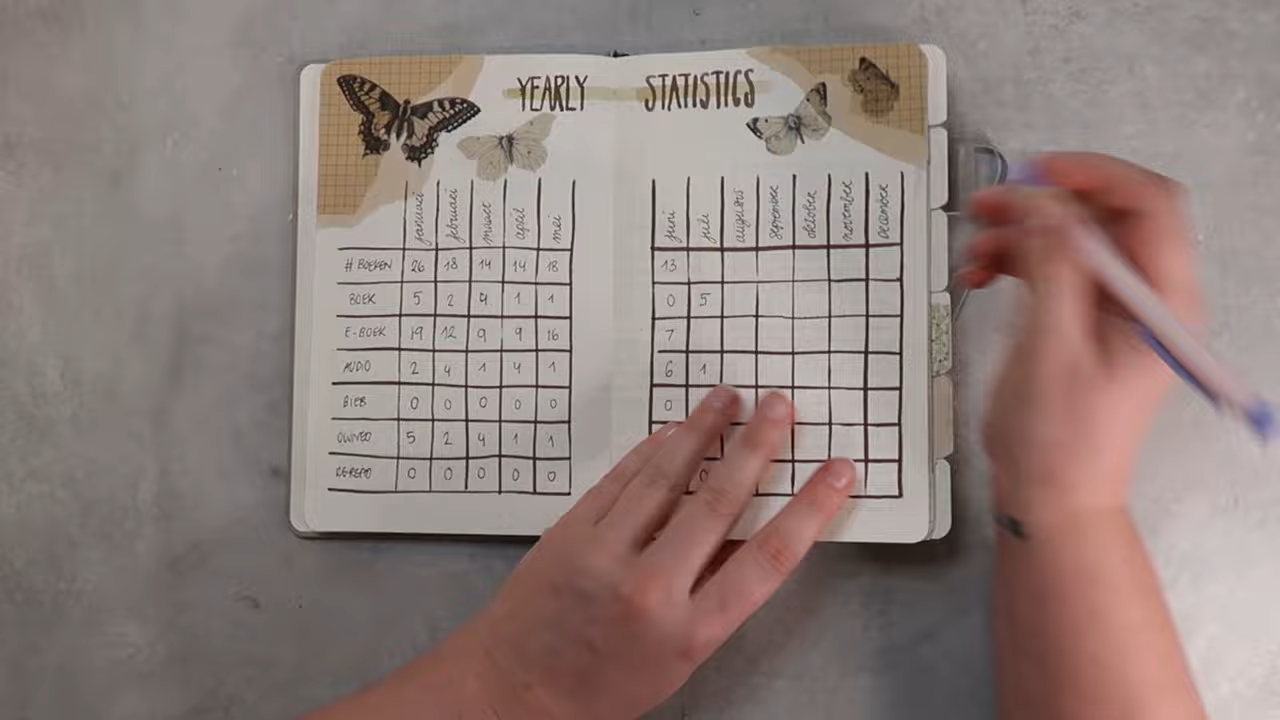 YEARLY STATISTICS
januari februari maart april mei
# BOEKEN 26 18 14 14 18
BOEK 5 2 4 1 1
E-BOEK 19 12 9 9 16
AUDIO 2 4 1 4 1
BIEB 0 0 0 0 0
OWNED 5 2 4 1 1
REREAD 0 0 0 0 0
juni juli augustus september oktober november december
13
0 5
7
6 1
0
0